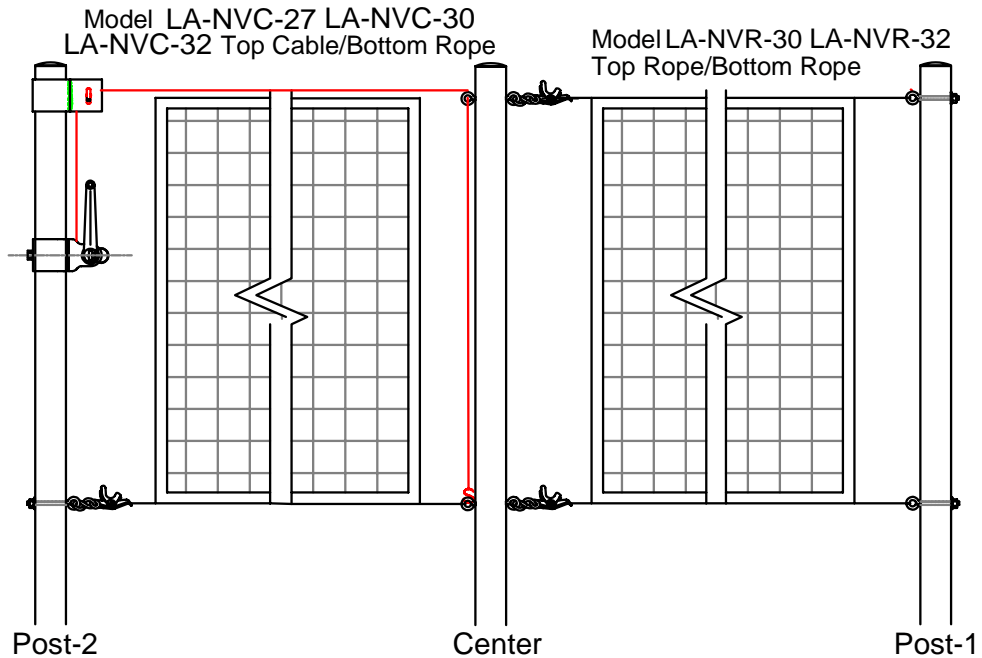 Model LA-NVC-27 LA-NVC-30
LA-NVC-32 Top Cable/Bottom Rope
Model LA-NVR-30 LA-NVR-32
Top Rope/Bottom Rope
Post-2
Center
Post-1